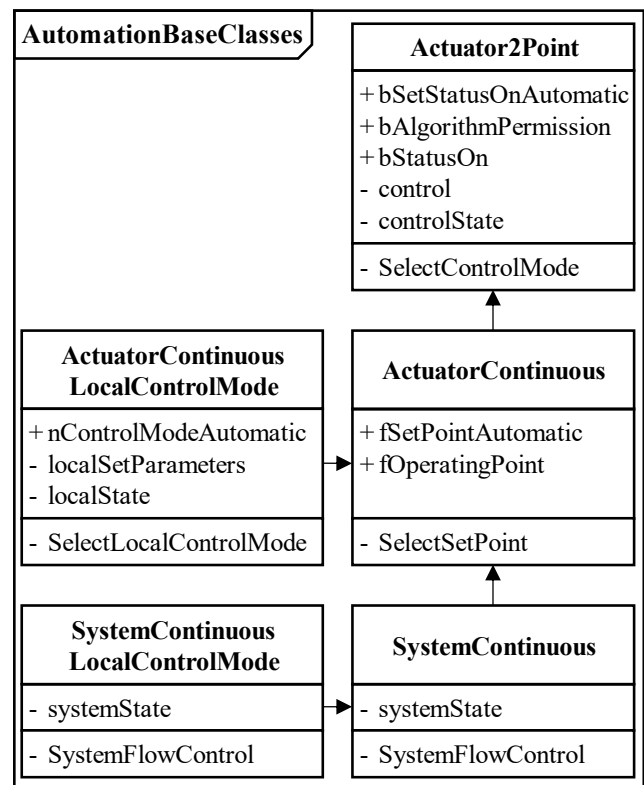 AutomationBaseClasses
Actuator2Point
+ bSetStatusOnAutomatic
+ bAlgorithmPermission
+ bStatusOn
- control
- controlState
- SelectControlMode
ActuatorContinuous
LocalControlMode
+ nControlModeAutomatic
- localSetParameters
- localState
- SelectLocalControlMode
ActuatorContinuous
+ fSetPointAutomatic
+ fOperatingPoint
- SelectSetPoint
SystemContinuous
LocalControlMode
- systemState
- SystemFlowControl
SystemContinuous
- systemState
- SystemFlowControl